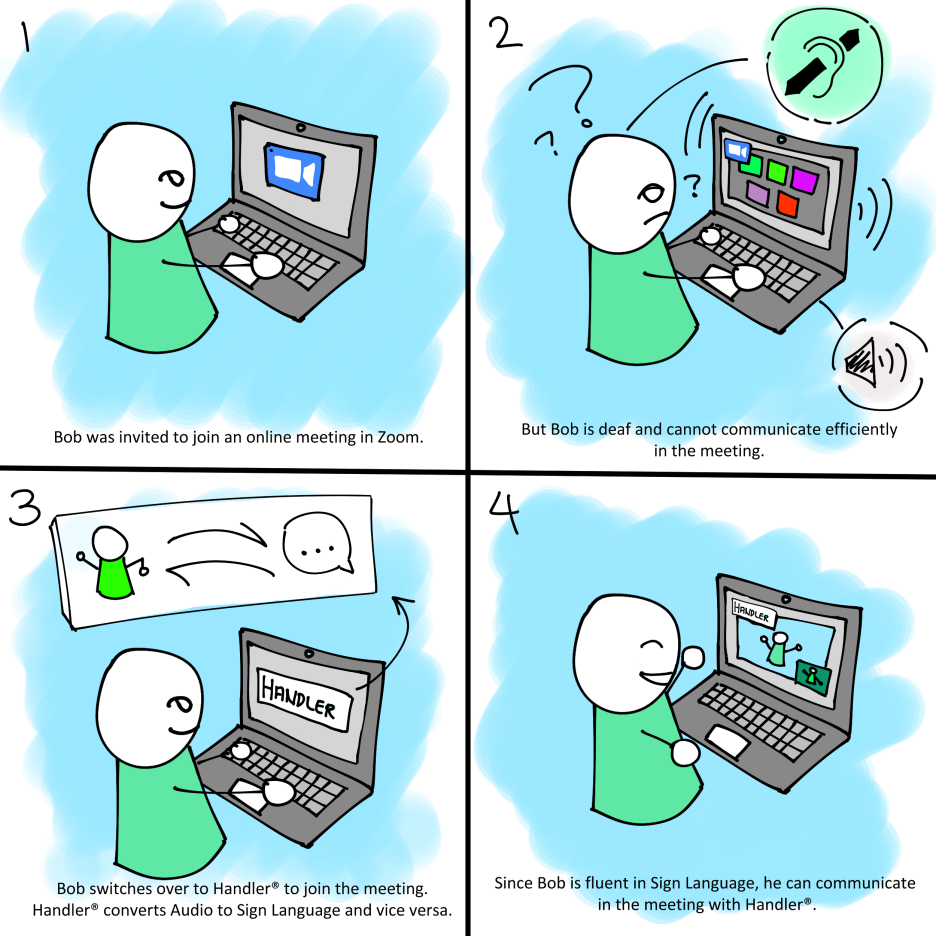 1
Bob was invited to join an online meeting in Zoom.
2
? ? ?
But Bob is deaf and cannot communicate efficiently
in the meeting.
3
...
HANDLER
Bob switches over to Handler® to join the meeting.
Handler® converts Audio to Sign Language and vice versa.
4
HANDLER
Since Bob is fluent in Sign Language, he can communicate
in the meeting with Handler®.